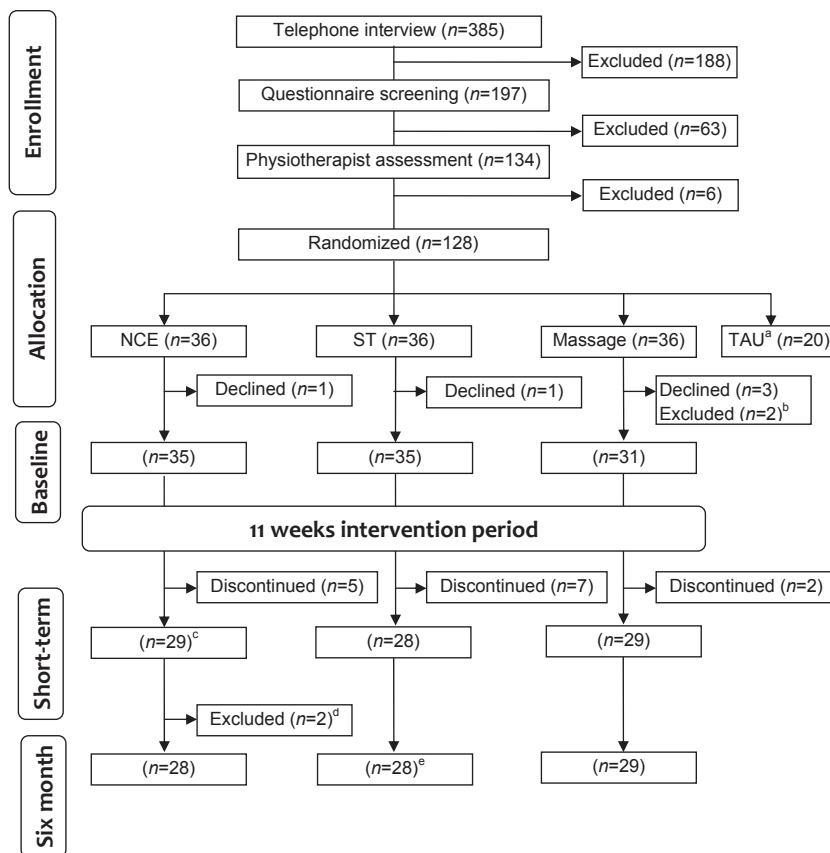 Enrollment
Telephone interview (n=385)
Excluded (n=188)
Questionnaire screening (n=197)
Excluded (n=63)
Physiotherapist assessment (n=134)
Excluded (n=6)
Allocation
Randomized (n=128)
NCE (n=36)
ST (n=36)
Massage (n=36)
TAUᵃ (n=20)
Declined (n=1)
Declined (n=1)
Declined (n=3)
Excluded (n=2)ᵇ
Baseline
(n=35)
(n=35)
(n=31)
11 weeks intervention period
Short-term
Discontinued (n=5)
Discontinued (n=7)
Discontinued (n=2)
(n=29)ᶜ
(n=28)
(n=29)
Excluded (n=2)ᵈ
Six month
(n=28)
(n=28)ᵉ
(n=29)